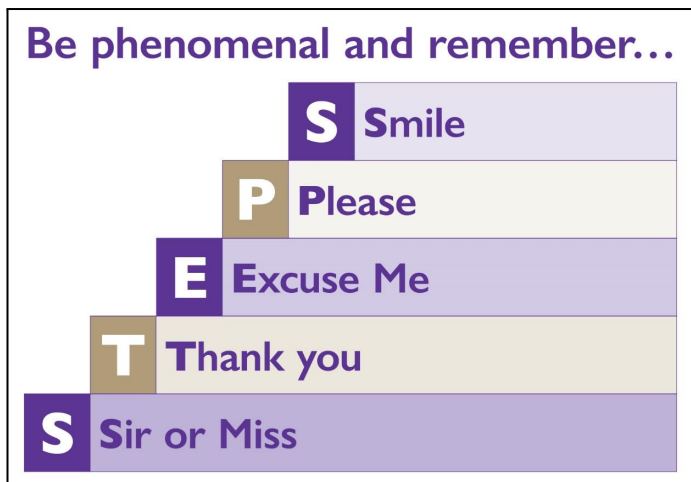 Be phenomenal and remember...
S Smile
P Please
E Excuse Me
T Thank you
S Sir or Miss